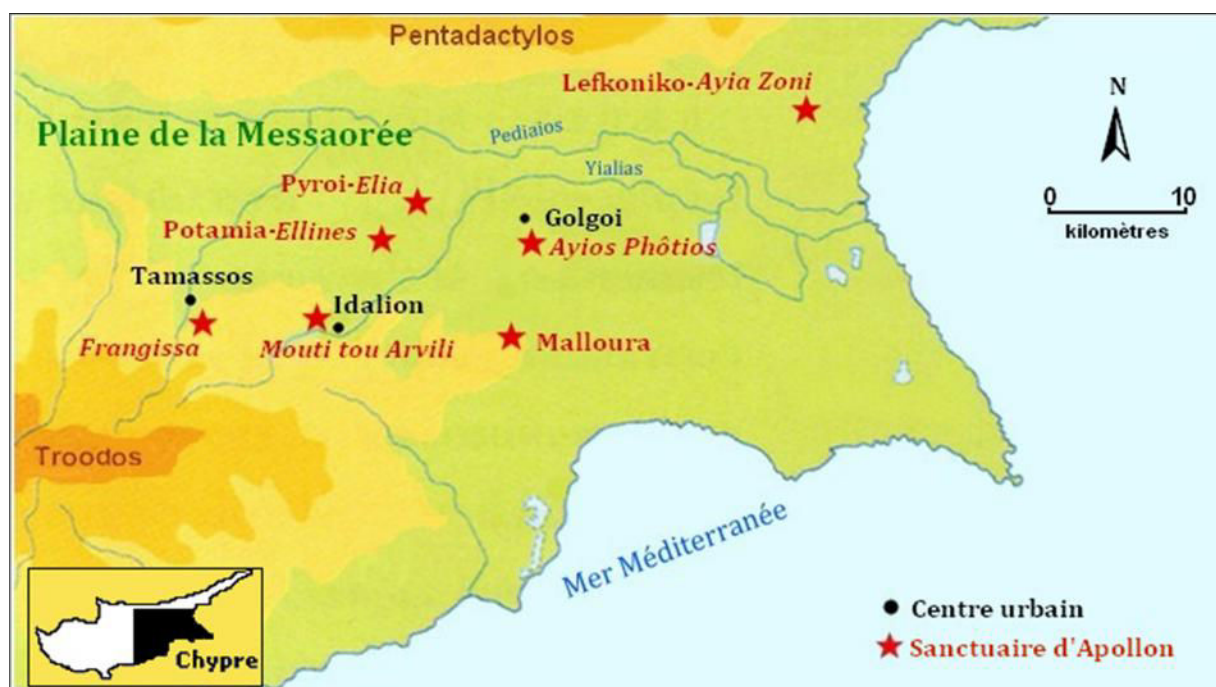 Pentadactylos
Lefkoniko-Ayia Zoni
N
Plaine de la Messaorée
Pediaios
Yialias
Pyroi-Elia
0 10
kilomètres
Golgoi
Potamia-Ellines
Ayios Phôtios
Tamassos
Idalion
Frangissa
Mouti tou Arvili
Malloura
Troodos
Mer Méditerranée
Centre urbain
Sanctuaire d'Apollon
Chypre